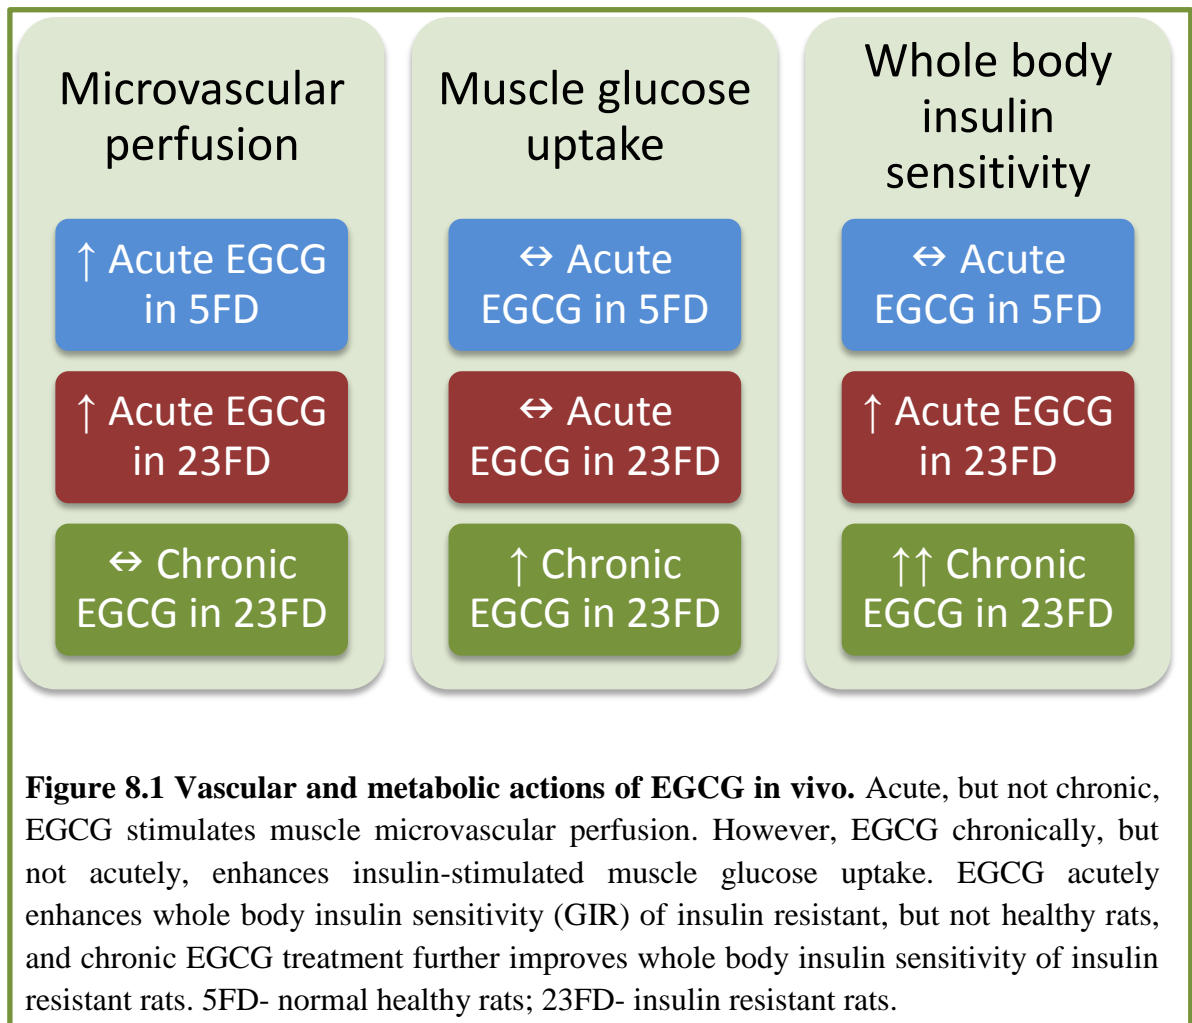 Microvascular
perfusion
↑ Acute EGCG
in 5FD
↑ Acute EGCG
in 23FD
↔ Chronic
EGCG in 23FD
Muscle glucose
uptake
↔ Acute
EGCG in 5FD
↔ Acute
EGCG in 23FD
↑ Chronic
EGCG in 23FD
Whole body
insulin
sensitivity
↔ Acute
EGCG in 5FD
↑ Acute EGCG
in 23FD
↑↑ Chronic
EGCG in 23FD
Figure 8.1 Vascular and metabolic actions of EGCG in vivo. Acute, but not chronic,
EGCG stimulates muscle microvascular perfusion. However, EGCG chronically, but
not acutely, enhances insulin-stimulated muscle glucose uptake. EGCG acutely
enhances whole body insulin sensitivity (GIR) of insulin resistant, but not healthy rats,
and chronic EGCG treatment further improves whole body insulin sensitivity of insulin
resistant rats. 5FD- normal healthy rats; 23FD- insulin resistant rats.